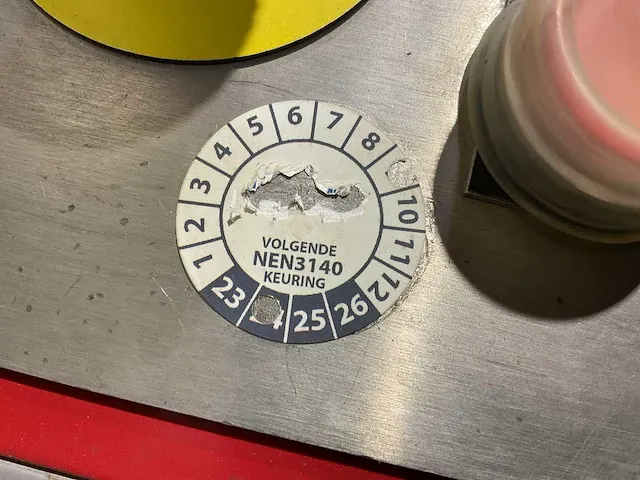 1 2 3 4 5 6 7 8 10 11 12
VOLGENDE
NEN3140
KEURING
23 25 26